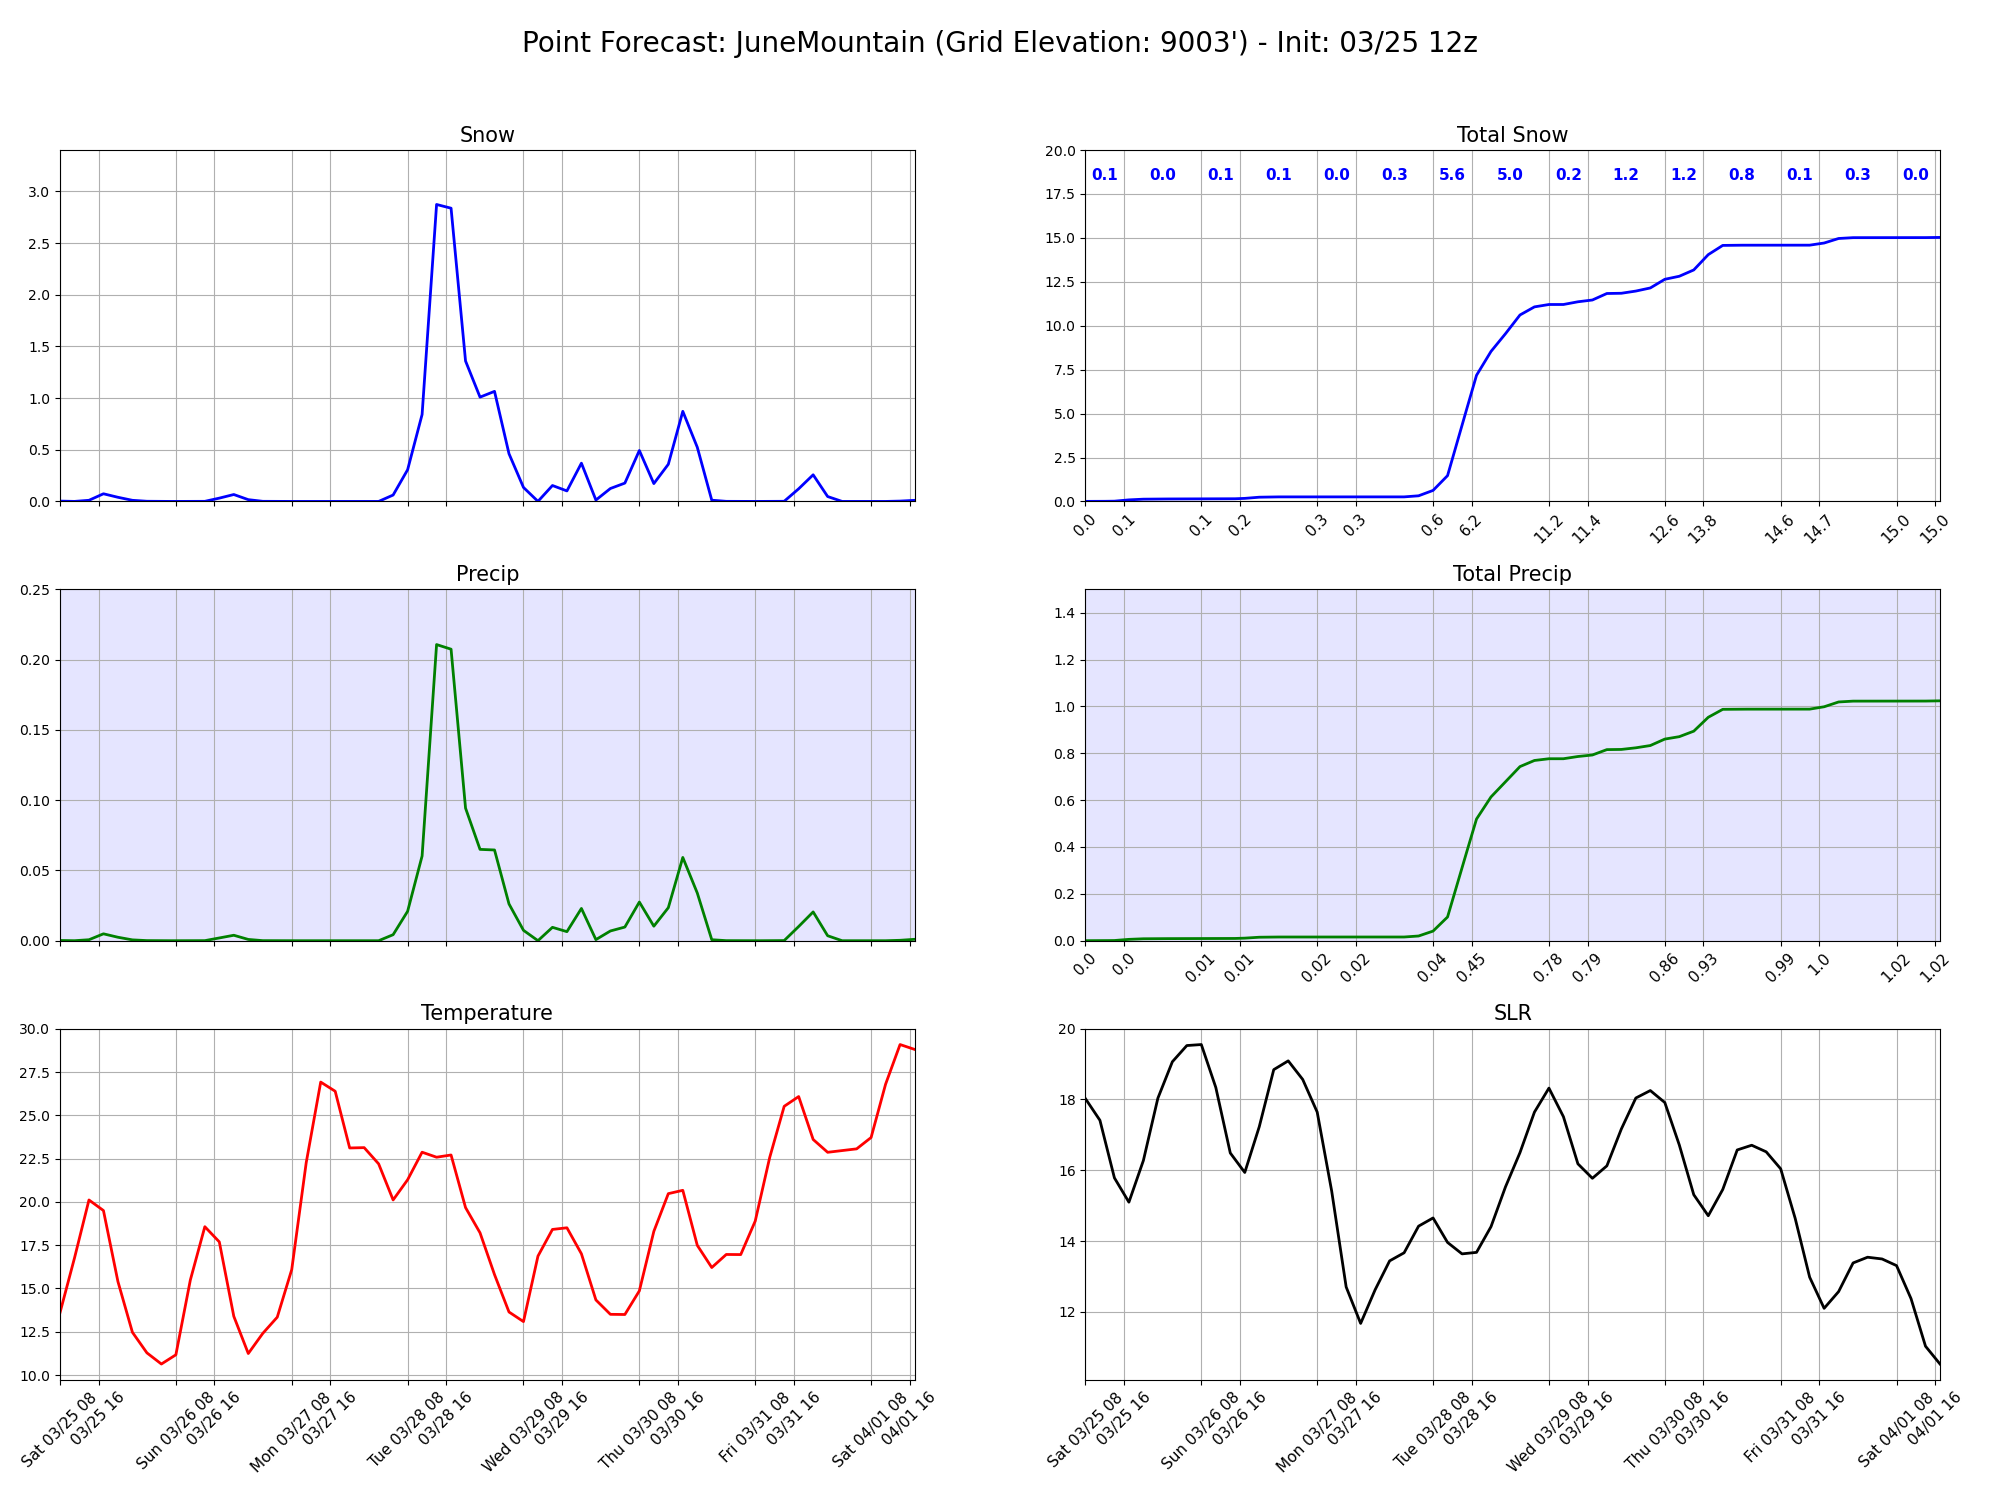 Point Forecast: JuneMountain (Grid Elevation: 9003') - Init: 03/25 12z
Snow
3.0
2.5
2.0
1.5
1.0
0.5
0.0
Total Snow
20.0
17.5
15.0
12.5
10.0
7.5
5.0
2.5
0.0
0.1 0.0 0.1 0.1 0.0 0.3 5.6 5.0 0.2 1.2 1.2 0.8 0.1 0.3 0.0
0.0 0.1 0.1 0.2 0.3 0.3 0.6 6.2 11.2 11.4 12.6 13.8 14.6 14.7 15.0 15.0
Precip
0.25
0.20
0.15
0.10
0.05
0.00
Total Precip
1.4
1.2
1.0
0.8
0.6
0.4
0.2
0.0
0.0 0.0 0.01 0.01 0.02 0.02 0.04 0.45 0.78 0.79 0.86 0.93 0.99 1.0 1.02 1.02
Temperature
30.0
27.5
25.0
22.5
20.0
17.5
15.0
12.5
10.0
Sat 03/25 08
03/25 16
Sun 03/26 08
03/26 16
Mon 03/27 08
03/27 16
Tue 03/28 08
03/28 16
Wed 03/29 08
03/29 16
Thu 03/30 08
03/30 16
Fri 03/31 08
03/31 16
Sat 04/01 08
04/01 16
SLR
20
18
16
14
12
Sat 03/25 08
03/25 16
Sun 03/26 08
03/26 16
Mon 03/27 08
03/27 16
Tue 03/28 08
03/28 16
Wed 03/29 08
03/29 16
Thu 03/30 08
03/30 16
Fri 03/31 08
03/31 16
Sat 04/01 08
04/01 16